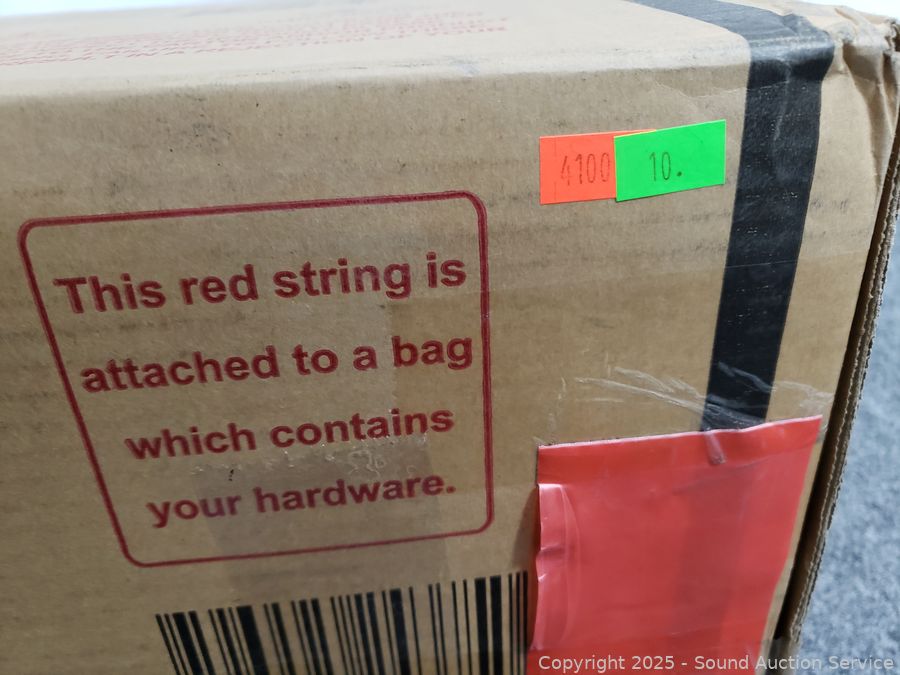 4100
10.
This red string is
attached to a bag
which contains
your hardware.
Copyright 2025 - Sound Auction Service